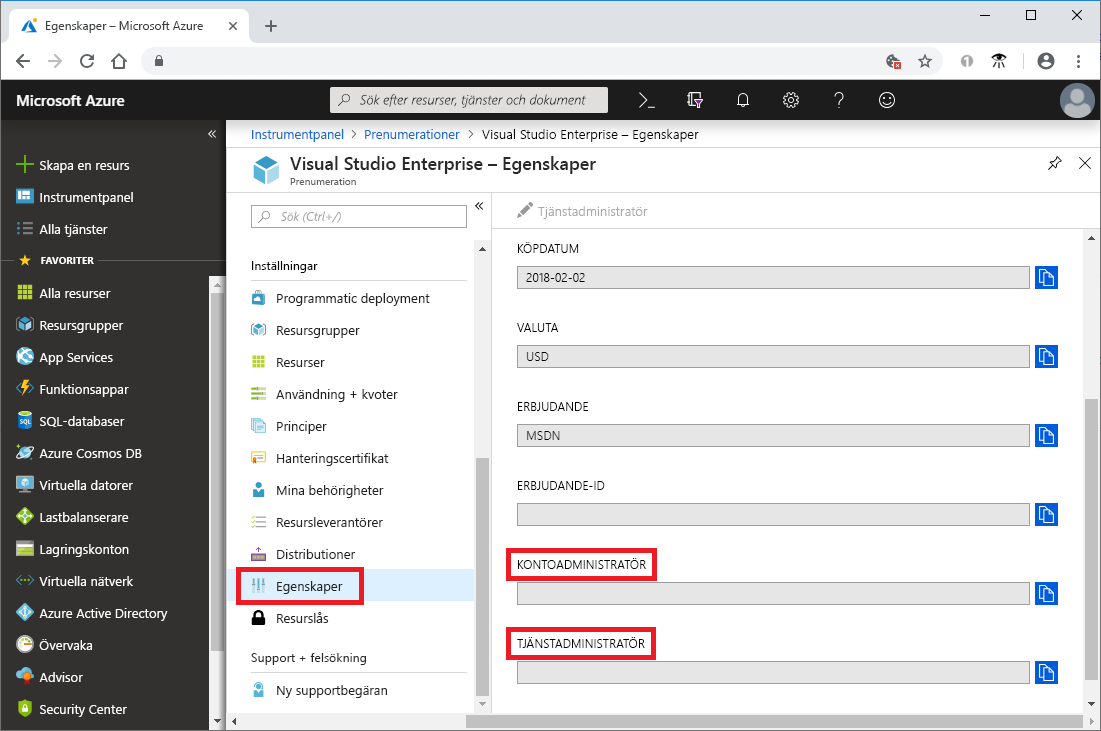 Egenskaper – Microsoft Azure
Microsoft Azure
Sök efter resurser, tjänster och dokument
Instrumentpanel > Prenumerationer > Visual Studio Enterprise – Egenskaper
Skapa en resurs
Instrumentpanel
Alla tjänster
FAVORITER
Alla resurser
Resursgrupper
App Services
Funktionsappar
SQL-databaser
Azure Cosmos DB
Virtuella datorer
Lastbalanserare
Lagringskonton
Virtuella nätverk
Azure Active Directory
Övervaka
Advisor
Security Center
Visual Studio Enterprise – Egenskaper
Prenumeration
Sök (Ctrl+/)
Inställningar
Programmatic deployment
Resursgrupper
Resurser
Användning + kvoter
Principer
Hanteringscertifikat
Mina behörigheter
Resursleverantörer
Distributioner
Egenskaper
Resurslås
Support + felsökning
Ny supportbegäran
Tjänstadministratör
KÖPDATUM
2018-02-02
VALUTA
USD
ERBJUDANDE
MSDN
ERBJUDANDE-ID
KONTOADMINISTRATÖR
TJÄNSTADMINISTRATÖR